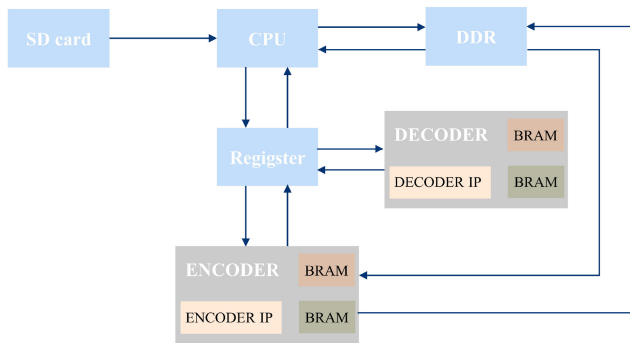 SD card
CPU
DDR
Regigster
DECODER
BRAM
DECODER IP
BRAM
ENCODER
BRAM
ENCODER IP
BRAM